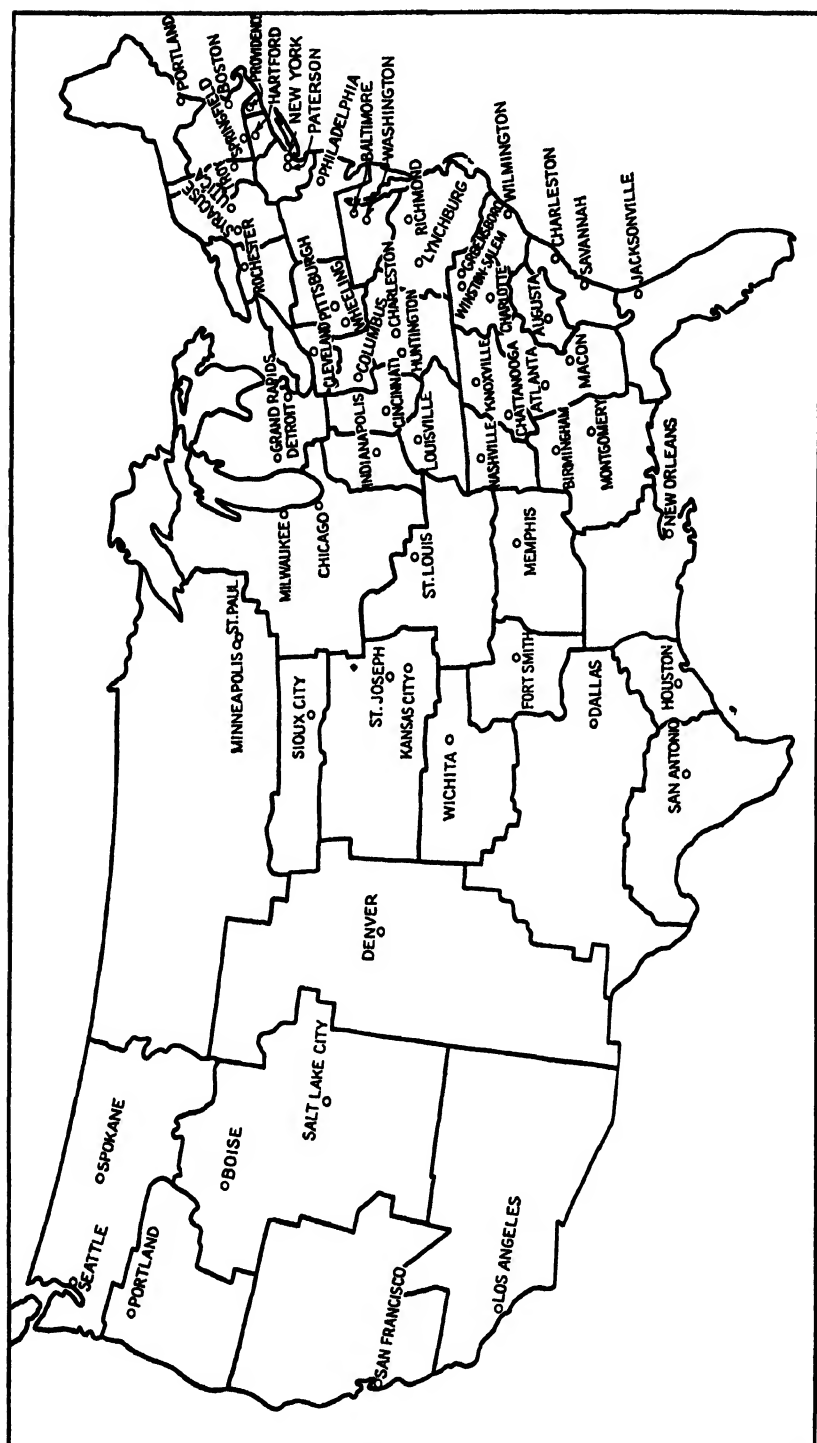 SEATTLE
SPOKANE
PORTLAND
BOISE
SALT LAKE CITY
SAN FRANCISCO
LOS ANGELES
DENVER
MINNEAPOLIS
ST. PAUL
SIOUX CITY
ST. JOSEPH
KANSAS CITY
WICHITA
FORT SMITH
DALLAS
HOUSTON
SAN ANTONIO
MILWAUKEE
CHICAGO
ST. LOUIS
MEMPHIS
NEW ORLEANS
GRAND RAPIDS
DETROIT
INDIANAPOLIS
CINCINNATI
LOUISVILLE
NASHVILLE
KNOXVILLE
CHATTANOOGA
ATLANTA
BIRMINGHAM
MONTGOMERY
MACON
CLEVELAND
PITTSBURGH
WHEELING
COLUMBUS
CHARLESTON
HUNTINGTON
ROCHESTER
SYRACUSE
UTICA
TROY
SPRINGFIELD
BOSTON
PORTLAND
PROVIDENCE
HARTFORD
NEW YORK
PATERSON
PHILADELPHIA
BALTIMORE
WASHINGTON
RICHMOND
LYNCHBURG
GREENSBORO
WINSTON-SALEM
CHARLOTTE
WILMINGTON
AUGUSTA
CHARLESTON
SAVANNAH
JACKSONVILLE